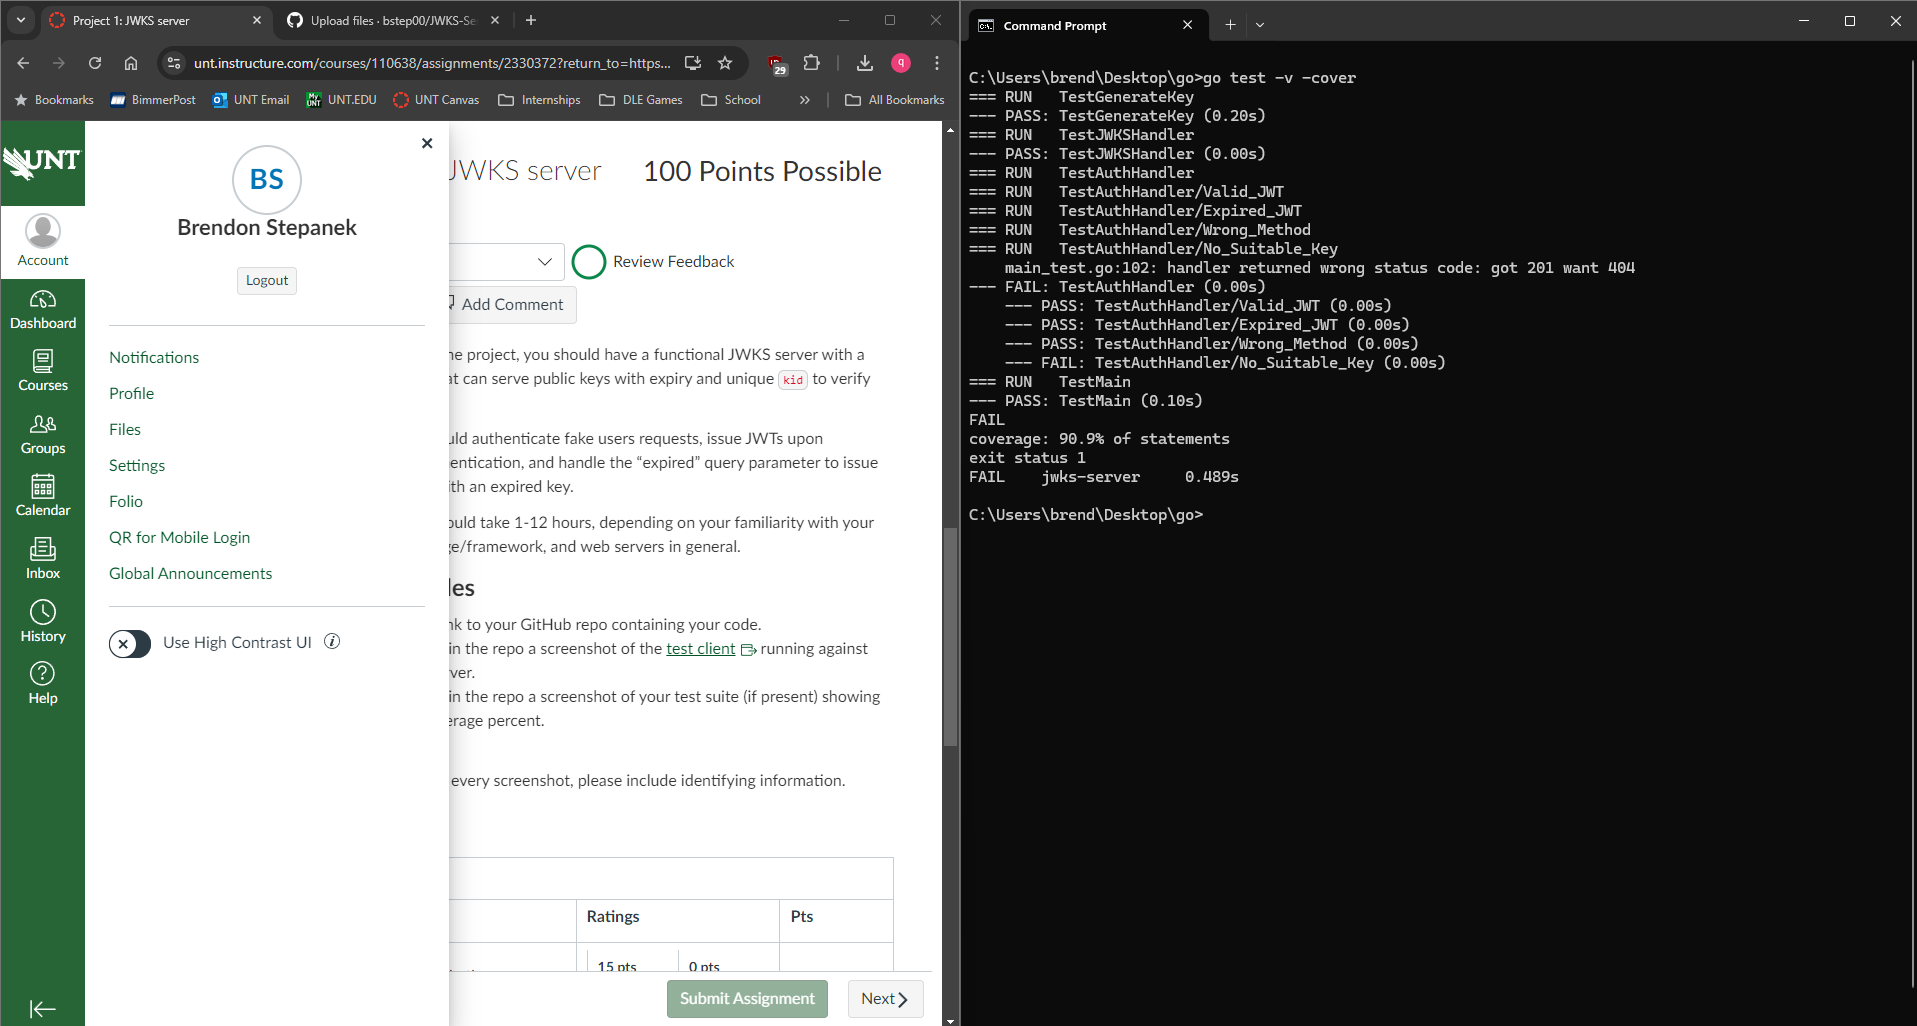 Project 1: JWKS server
Upload files · bstep00/JWKS-Se
unt.instructure.com/courses/110638/assignments/2330372?return_to=https...
29
q
Bookmarks
BimmerPost
UNT Email
UNT.EDU
UNT Canvas
Internships
DLE Games
School
»
All Bookmarks
UNT
Account
Dashboard
Courses
Groups
Calendar
Inbox
History
Help
BS
Brendon Stepanek
Logout
Notifications
Profile
Files
Settings
Folio
QR for Mobile Login
Global Announcements
Use High Contrast UI
JWKS server
100 Points Possible
Review Feedback
Add Comment
he project, you should have a functional JWKS server with a
at can serve public keys with expiry and unique kid to verify
uld authenticate fake users requests, issue JWTs upon
entication, and handle the “expired” query parameter to issue
ith an expired key.
ould take 1-12 hours, depending on your familiarity with your
ge/framework, and web servers in general.
les
nk to your GitHub repo containing your code.
in the repo a screenshot of the test client running against
ver.
in the repo a screenshot of your test suite (if present) showing
erage percent.
every screenshot, please include identifying information.
Ratings
Pts
15 pts
0 pts
Submit Assignment
Next
Command Prompt
C:\Users\brend\Desktop\go>go test -v -cover
=== RUN   TestGenerateKey
--- PASS: TestGenerateKey (0.20s)
=== RUN   TestJWKSHandler
--- PASS: TestJWKSHandler (0.00s)
=== RUN   TestAuthHandler
=== RUN   TestAuthHandler/Valid_JWT
=== RUN   TestAuthHandler/Expired_JWT
=== RUN   TestAuthHandler/Wrong_Method
=== RUN   TestAuthHandler/No_Suitable_Key
    main_test.go:102: handler returned wrong status code: got 201 want 404
--- FAIL: TestAuthHandler (0.00s)
    --- PASS: TestAuthHandler/Valid_JWT (0.00s)
    --- PASS: TestAuthHandler/Expired_JWT (0.00s)
    --- PASS: TestAuthHandler/Wrong_Method (0.00s)
    --- FAIL: TestAuthHandler/No_Suitable_Key (0.00s)
=== RUN   TestMain
--- PASS: TestMain (0.10s)
FAIL
coverage: 90.9% of statements
exit status 1
FAIL    jwks-server     0.489s
C:\Users\brend\Desktop\go>